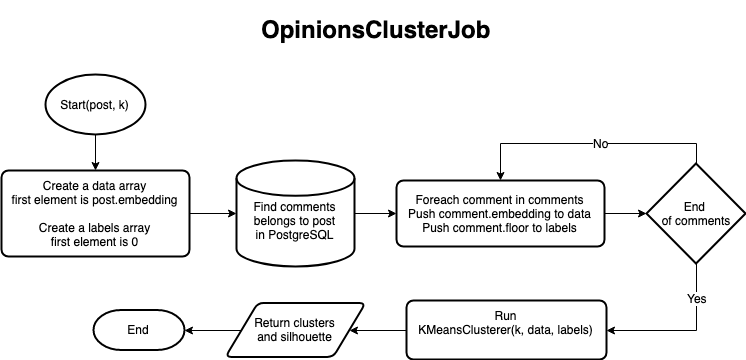 OpinionsClusterJob
Start(post, k)
Create a data array
first element is post.embedding
Create a labels array
first element is 0
Find comments
belongs to post
in PostgreSQL
Foreach comment in comments
Push comment.embedding to data
Push comment.floor to labels
No
End
of comments
Yes
Run
KMeansClusterer(k, data, labels)
Return clusters
and silhouette
End